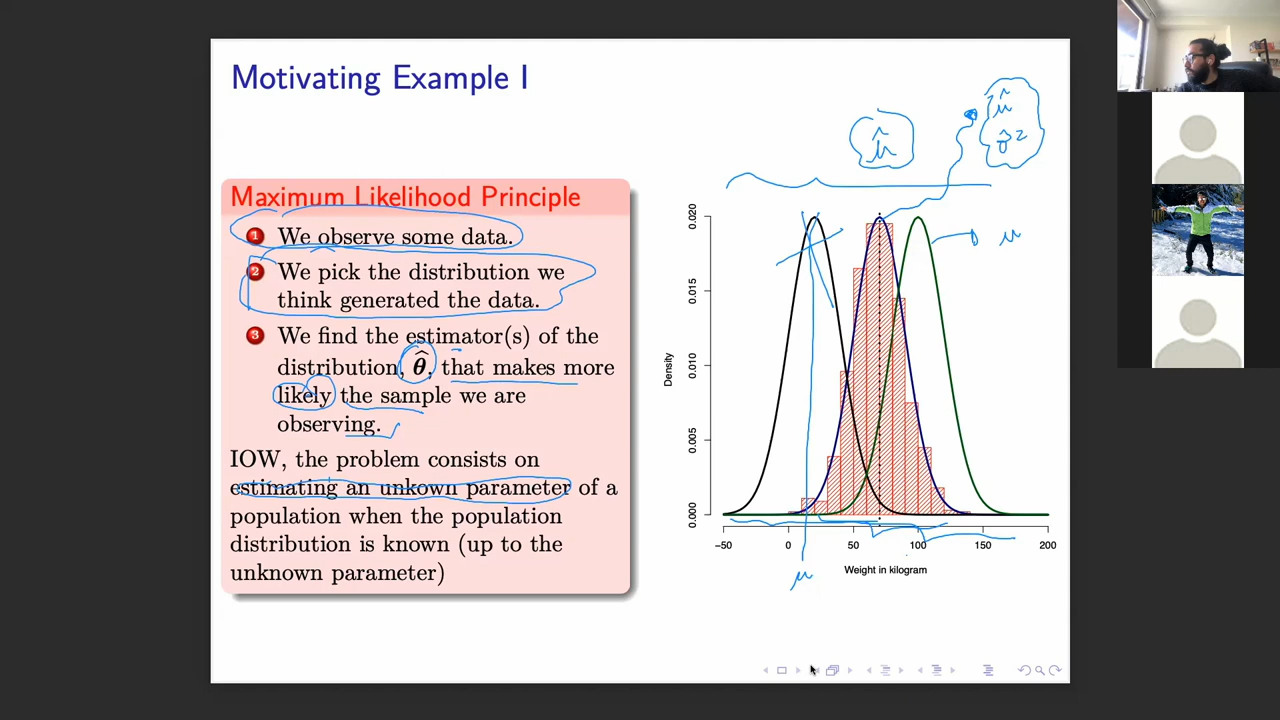 Motivating Example I
Maximum Likelihood Principle
1 We observe some data.
2 We pick the distribution we
think generated the data.
3 We find the estimator(s) of the
distribution, θ̂, that makes more
likely the sample we are
observing.
IOW, the problem consists on
estimating an unkown parameter of a
population when the population
distribution is known (up to the
unknown parameter)
μ̂
μ̂
σ̂²
μ
μ
Density
0.000
0.005
0.010
0.015
0.020
−50 0 50 100 150 200
Weight in kilogram